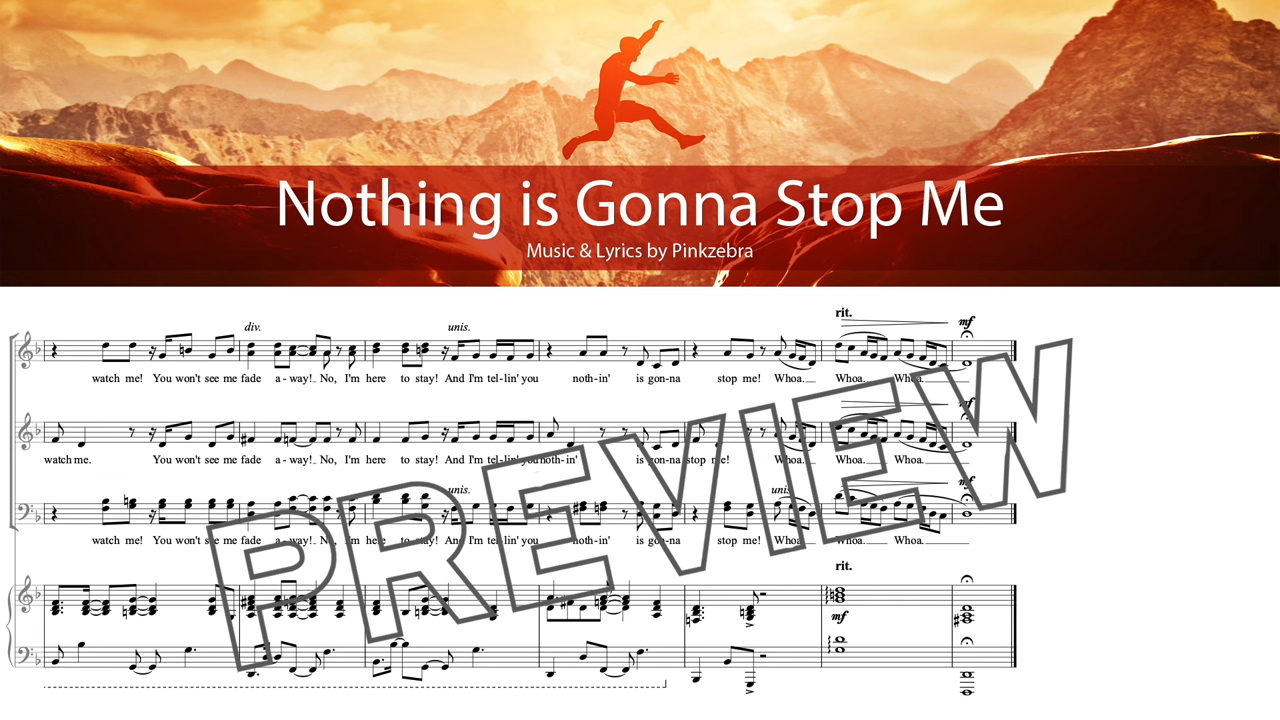 Nothing is Gonna Stop Me
Music & Lyrics by Pinkzebra
rit.
div. unis. mf
watch me! You won't see me fade a - way! No, I'm here to stay! And I'm tel - lin' you noth - in' is gon - na stop me! Whoa. Whoa. Whoa.
mf
watch me. You won't see me fade a - way! No, I'm here to stay! And I'm tel - lin' you noth - in' is gon - na stop me! Whoa. Whoa. Whoa.
unis. unis. mf
watch me! You won't see me fade a - way! No, I'm here to stay! And I'm tel - lin' you noth - in' is gon - na stop me! Whoa. Whoa. Whoa.
rit.
mf
PREVIEW